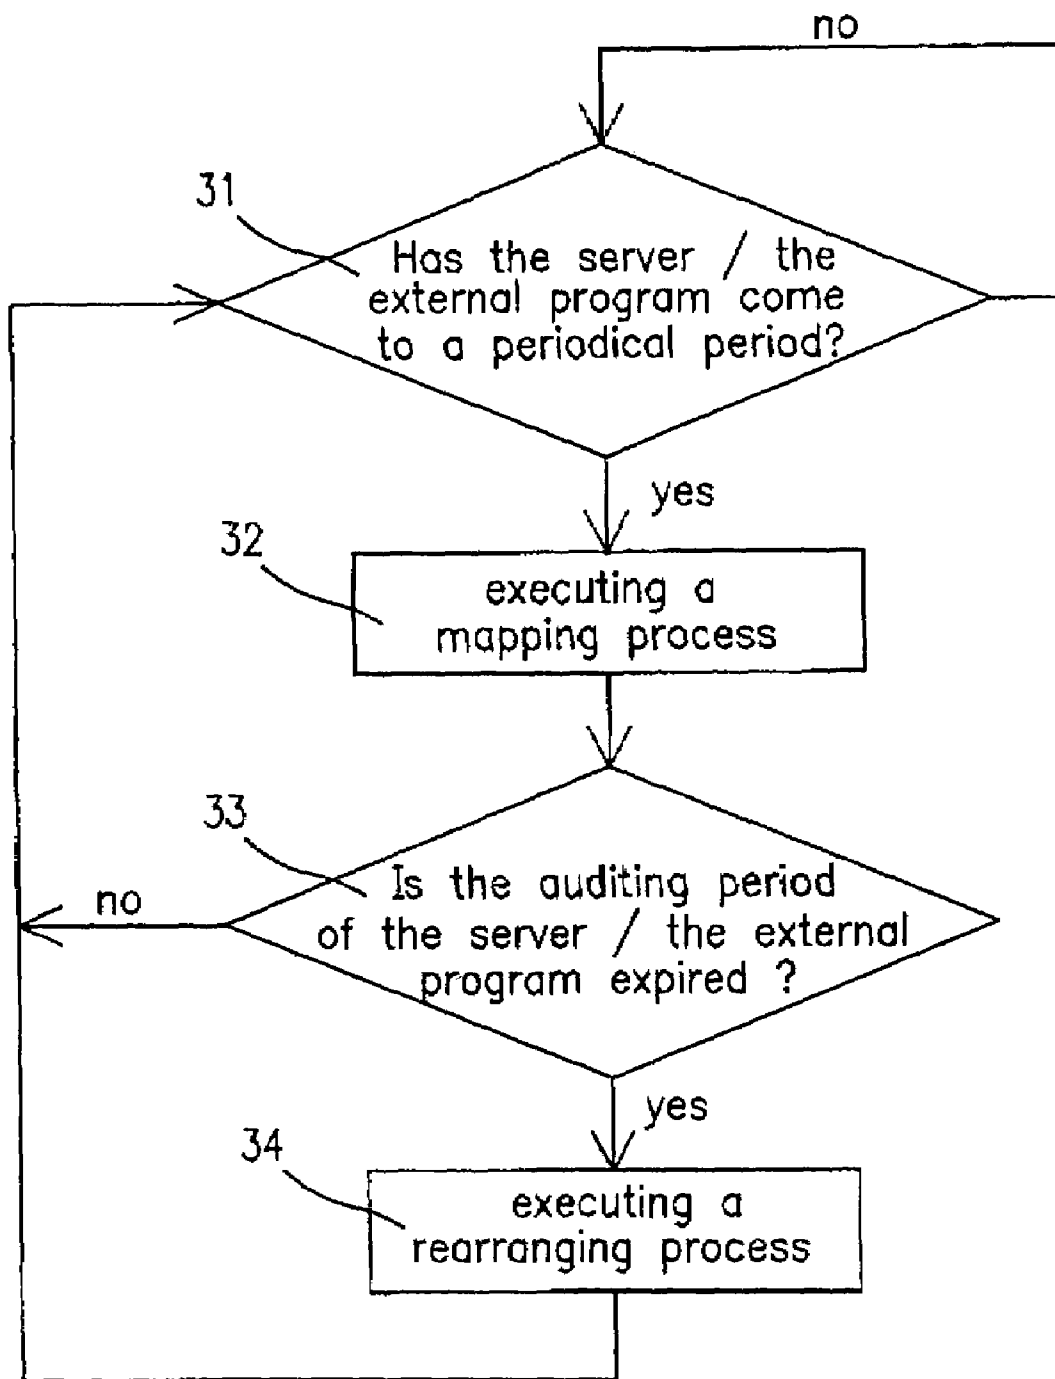 no
31
Has the server / the
external program come
to a periodical period?
yes
32
executing a
mapping process
33
Is the auditing period
of the server / the external
program expired ?
no
yes
34
executing a
rearranging process